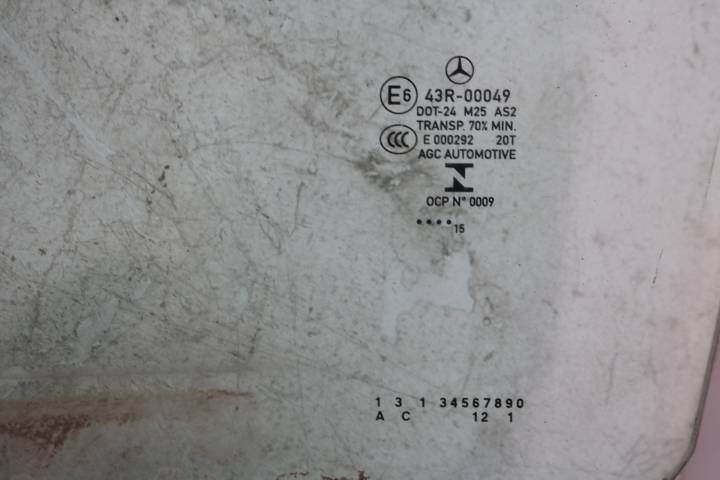 E6 43R-00049
DOT-24 M25 AS2
TRANSP. 70% MIN.
CCC E 000292 20T
AGC AUTOMOTIVE
N
OCP N° 0009
••••15
1 3 1 34567890
A C 12 1